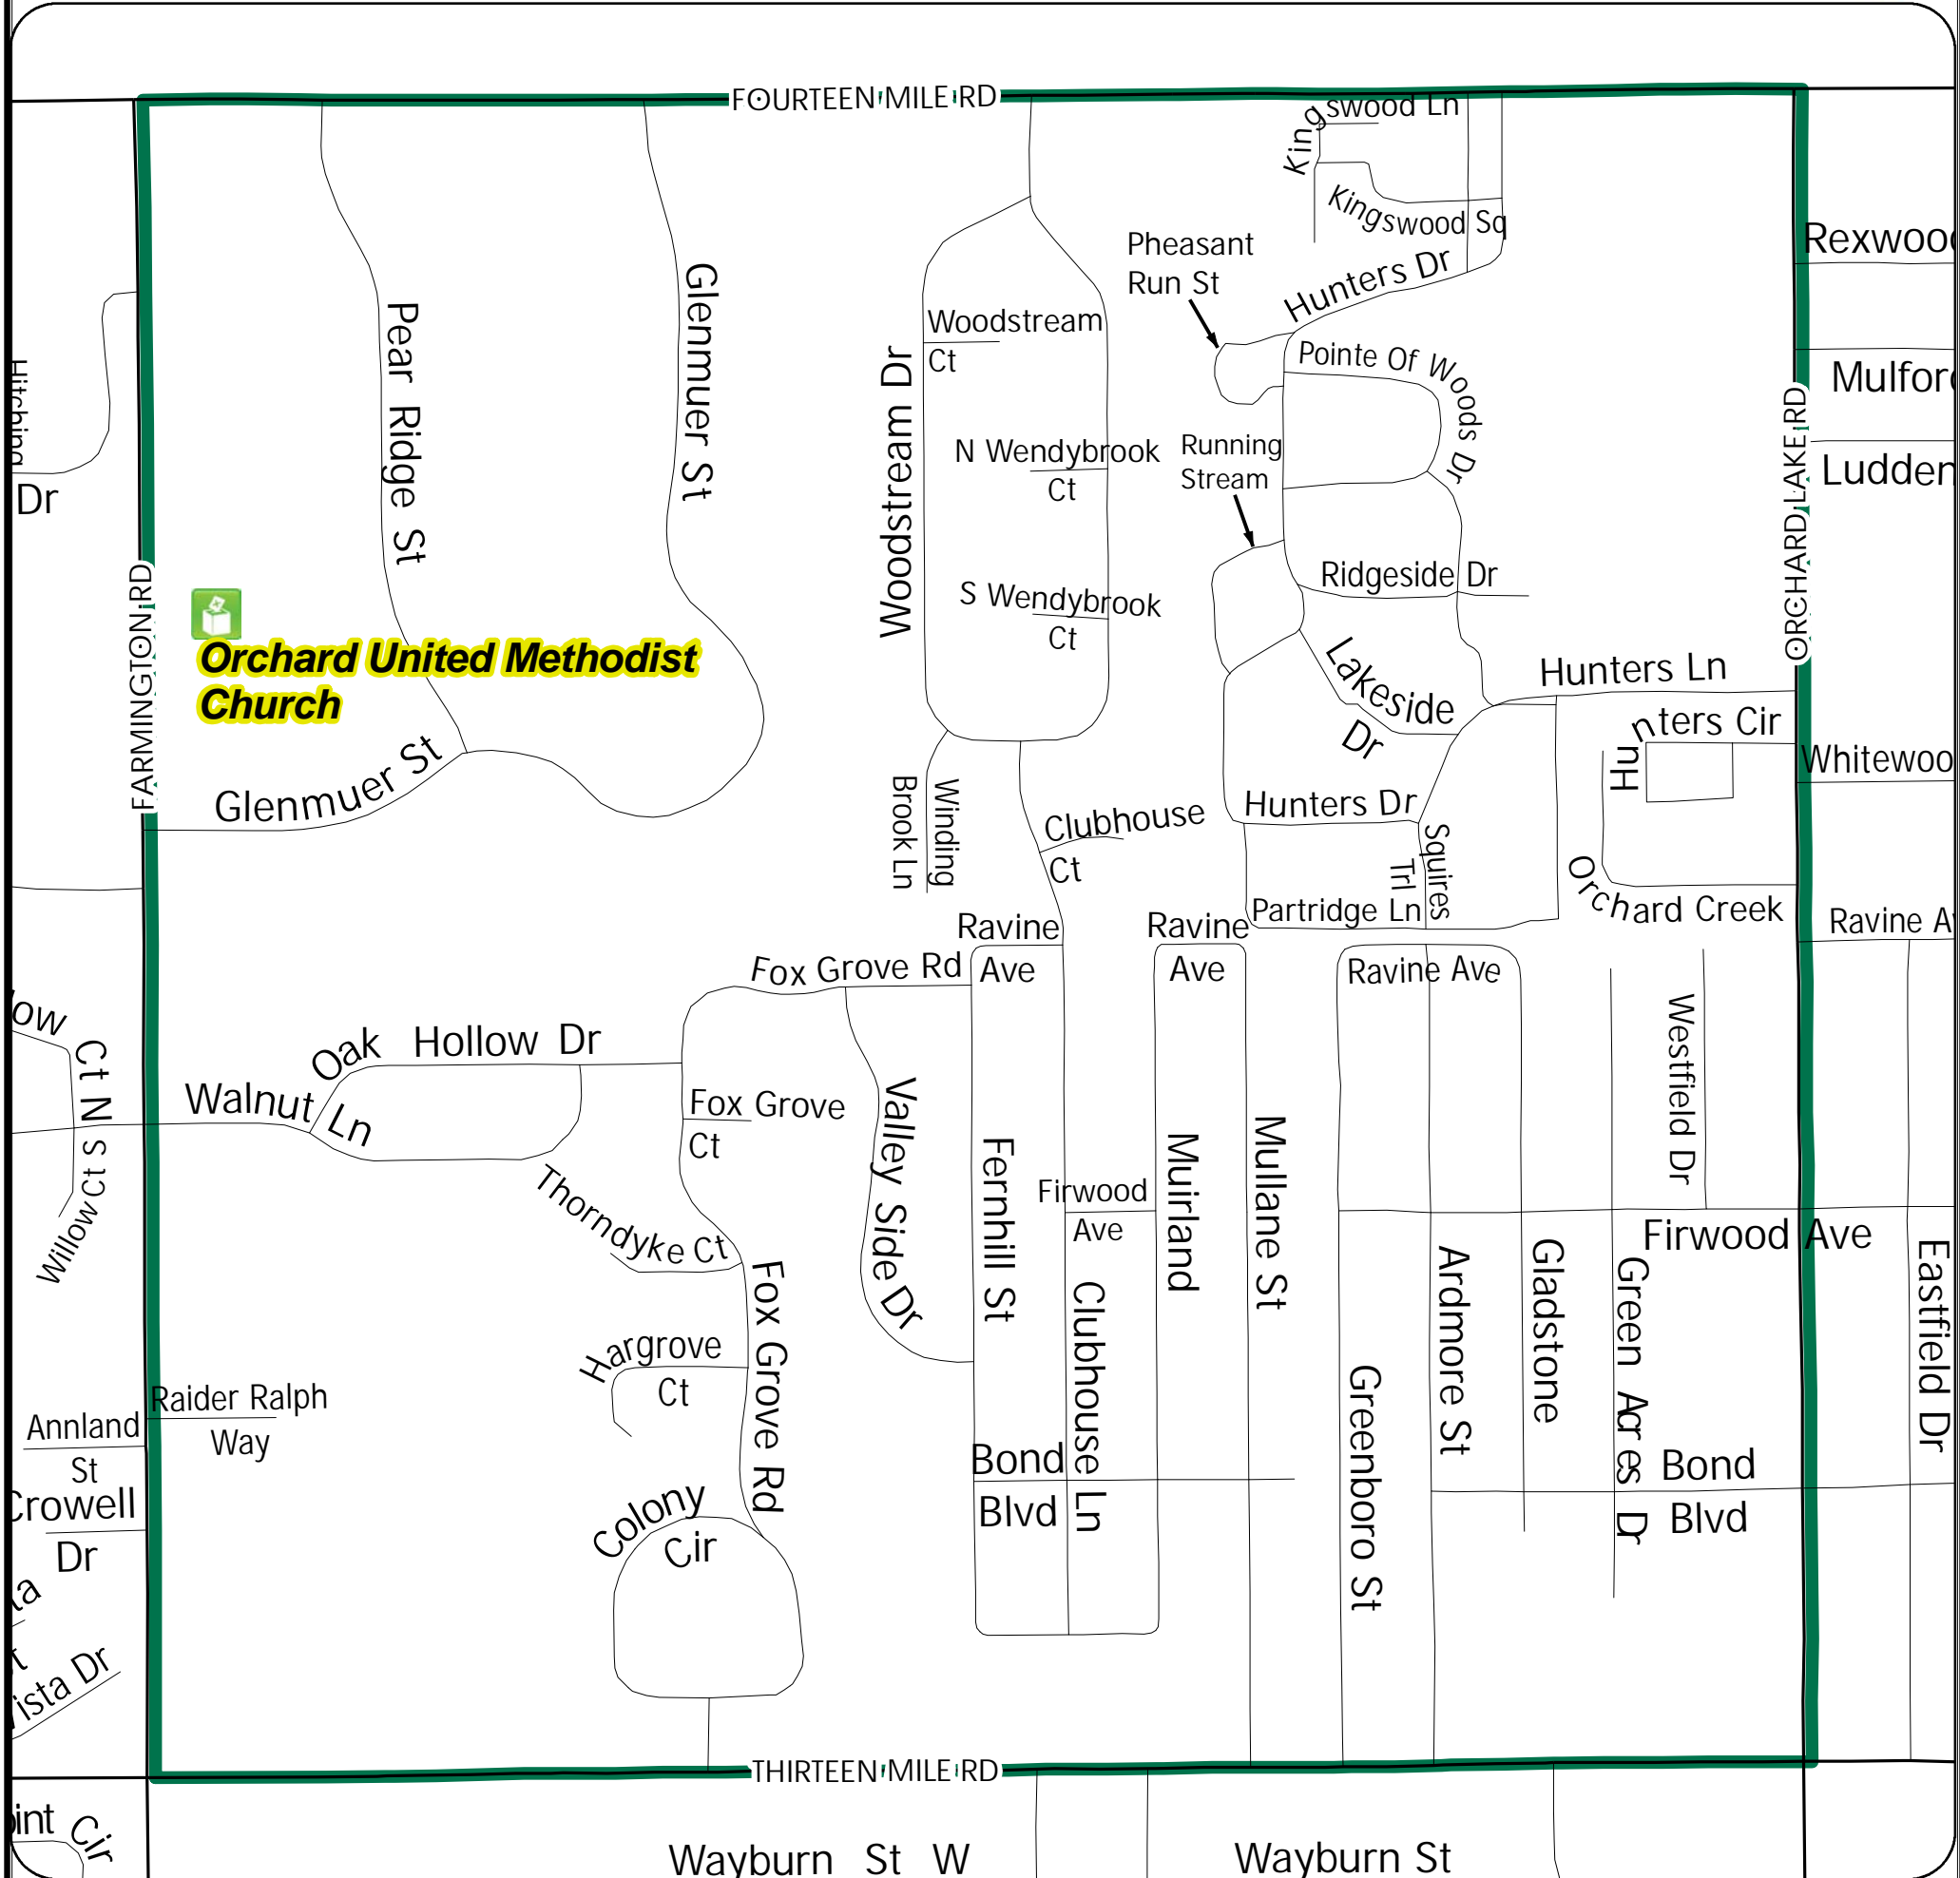 FOURTEEN MILE RD
Kingswood Ln
Kingswood Sq
Pheasant
Run St
Hunters Dr
Glenmuer St
Pear Ridge St
Woodstream
Ct
Woodstream Dr
Pointe Of Woods Dr
Mulford
N Wendybrook
Ct
Running
Stream
Dr
ORCHARD LAKE RD
FARMINGTON RD
Ridgeside Dr
S Wendybrook
Ct
Orchard United Methodist
Church
Lakeside
Dr
Hunters Ln
Hunters Cir
Glenmuer St
Winding
Brook Ln
Clubhouse
Ct
Hunters Dr
Squires
Trl
Partridge Ln
Orchard Creek
Ravine
Ave
Ravine
Ave
Ravine Ave
Ravine Av
Fox Grove Rd
Oak Hollow Dr
Walnut Ln
Fox Grove
Ct
Valley Side Dr
Ct N
Willow Ct S
Thorndyke Ct
Fernhill St
Firwood
Ave
Muirland
Mullane St
Westfield Dr
Firwood Ave
Clubhouse Ln
Greenboro St
Ardmore St
Gladstone
Green Acres Dr
Eastfield Dr
Fox Grove Rd
Hargrove
Ct
Raider Ralph
Way
Annland
St
Crowell
Dr
Bond
Blvd
Bond
Blvd
Colony
Cir
Vista Dr
THIRTEEN MILE RD
Cir
Wayburn St W
Wayburn St